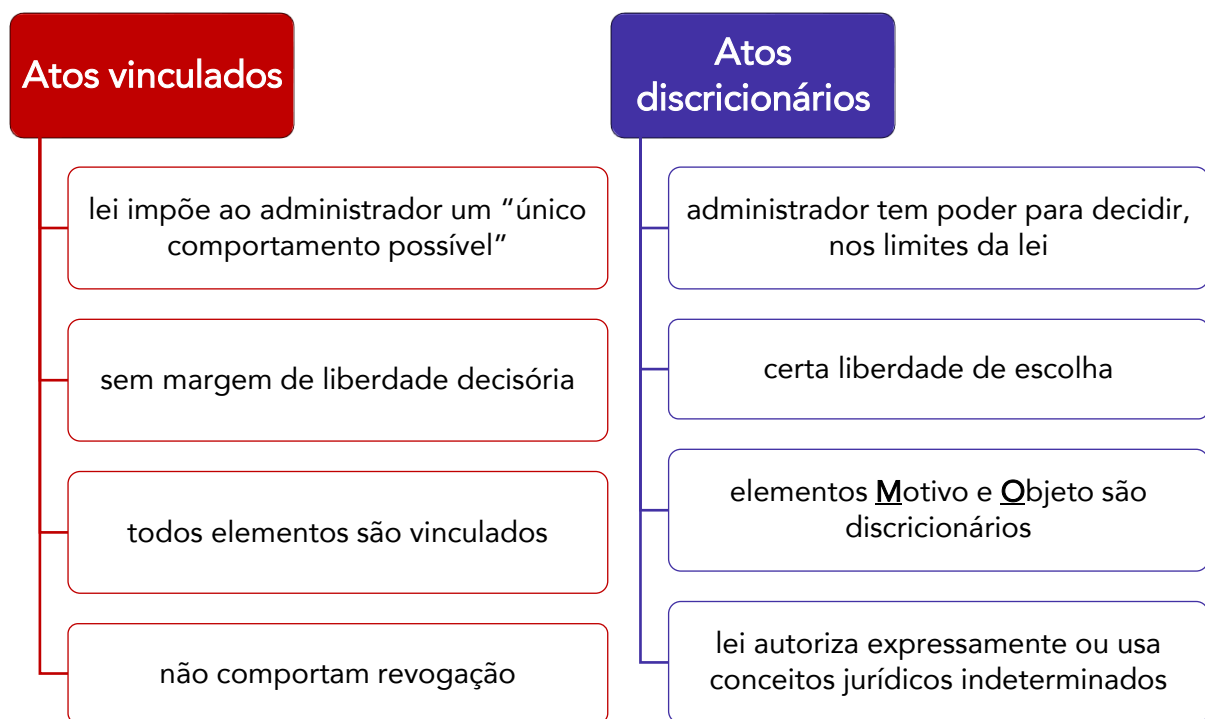 Atos vinculados
lei impõe ao administrador um “único
comportamento possível”
sem margem de liberdade decisória
todos elementos são vinculados
não comportam revogação
Atos
discricionários
administrador tem poder para decidir,
nos limites da lei
certa liberdade de escolha
elementos Motivo e Objeto são
discricionários
lei autoriza expressamente ou usa
conceitos jurídicos indeterminados